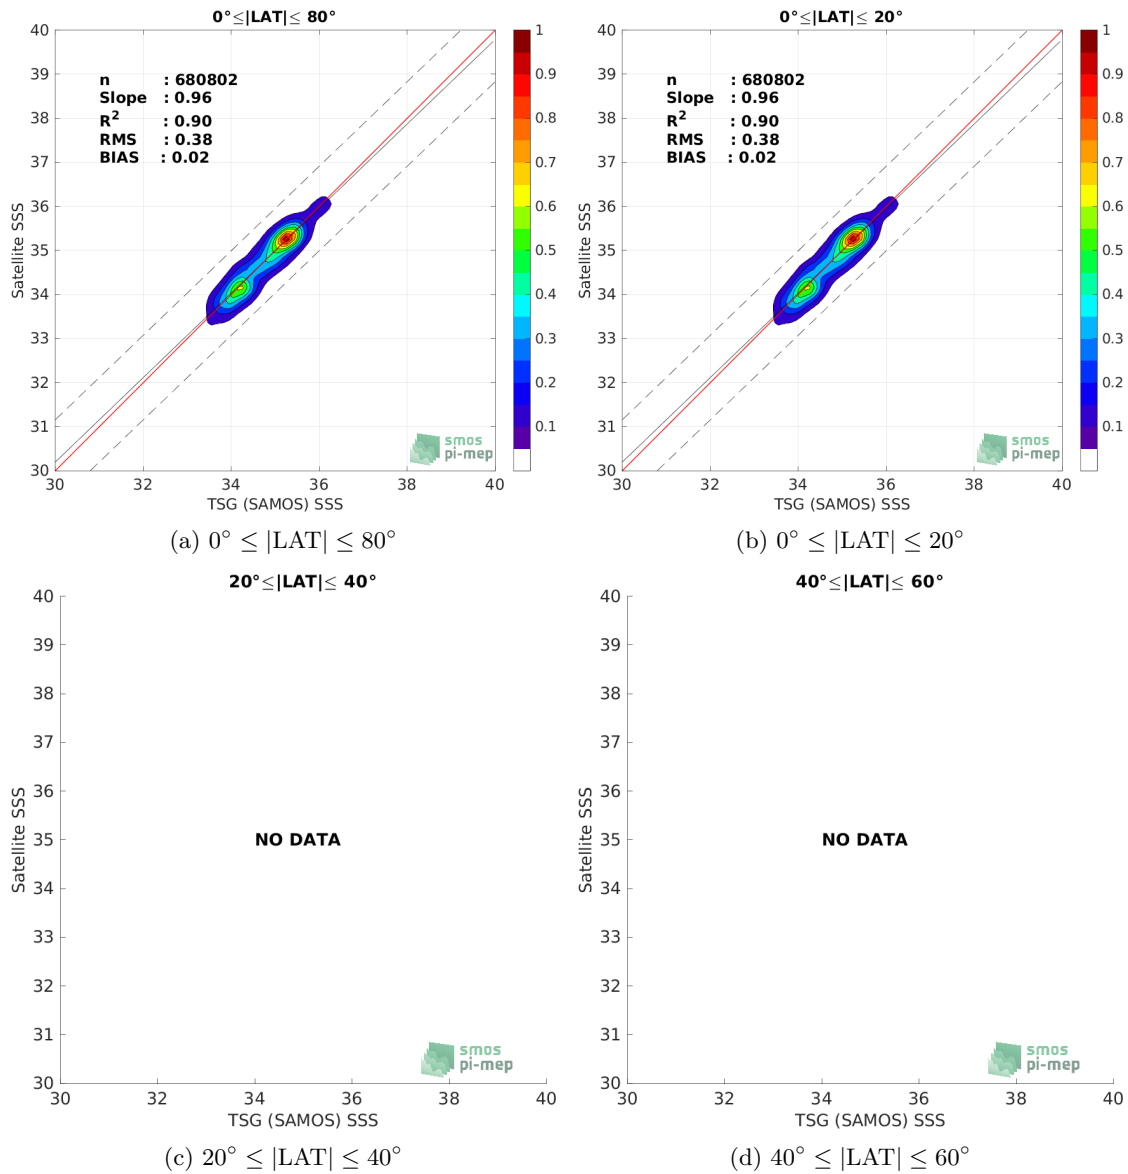 0°≤|LAT|≤ 80°
40
39
38
37
36
35
34
33
32
31
30
Satellite SSS
n : 680802
Slope : 0.96
R² : 0.90
RMS : 0.38
BIAS : 0.02
smos
pi-mep
30 32 34 36 38 40
TSG (SAMOS) SSS
1
0.9
0.8
0.7
0.6
0.5
0.4
0.3
0.2
0.1
(a) 0° ≤ |LAT| ≤ 80°
0°≤|LAT|≤ 20°
40
39
38
37
36
35
34
33
32
31
30
Satellite SSS
n : 680802
Slope : 0.96
R² : 0.90
RMS : 0.38
BIAS : 0.02
smos
pi-mep
30 32 34 36 38 40
TSG (SAMOS) SSS
1
0.9
0.8
0.7
0.6
0.5
0.4
0.3
0.2
0.1
(b) 0° ≤ |LAT| ≤ 20°
20°≤|LAT|≤ 40°
40
39
38
37
36
35
34
33
32
31
30
Satellite SSS
NO DATA
smos
pi-mep
30 32 34 36 38 40
TSG (SAMOS) SSS
(c) 20° ≤ |LAT| ≤ 40°
40°≤|LAT|≤ 60°
40
39
38
37
36
35
34
33
32
31
30
Satellite SSS
NO DATA
smos
pi-mep
30 32 34 36 38 40
TSG (SAMOS) SSS
(d) 40° ≤ |LAT| ≤ 60°